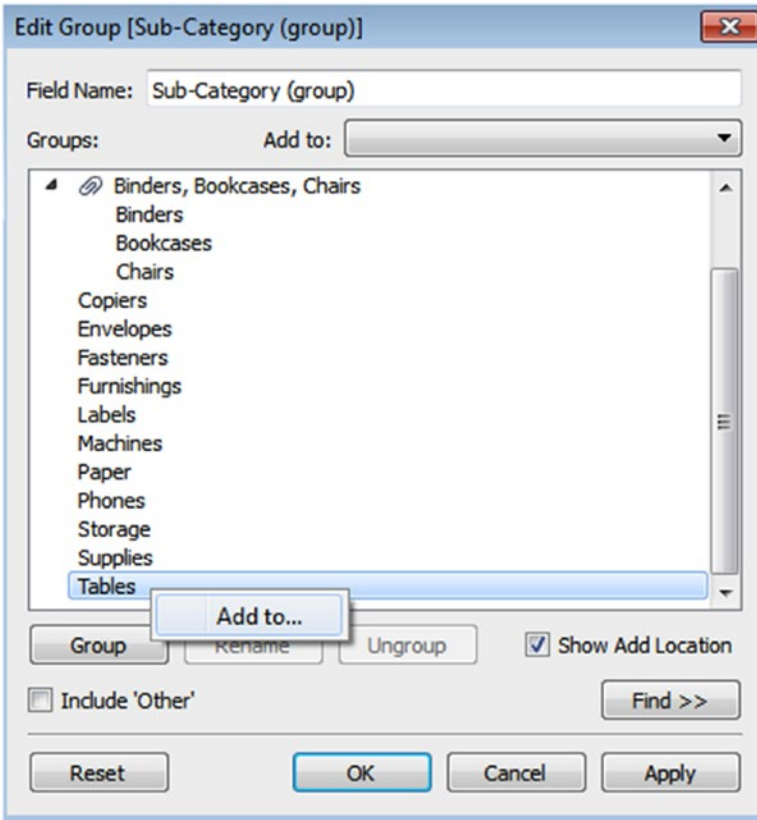 Edit Group [Sub-Category (group)]
Field Name: Sub-Category (group)
Groups: Add to:
Binders, Bookcases, Chairs
Binders
Bookcases
Chairs
Copiers
Envelopes
Fasteners
Furnishings
Labels
Machines
Paper
Phones
Storage
Supplies
Tables
Add to...
Group Rename Ungroup Show Add Location
Include 'Other' Find >>
Reset OK Cancel Apply